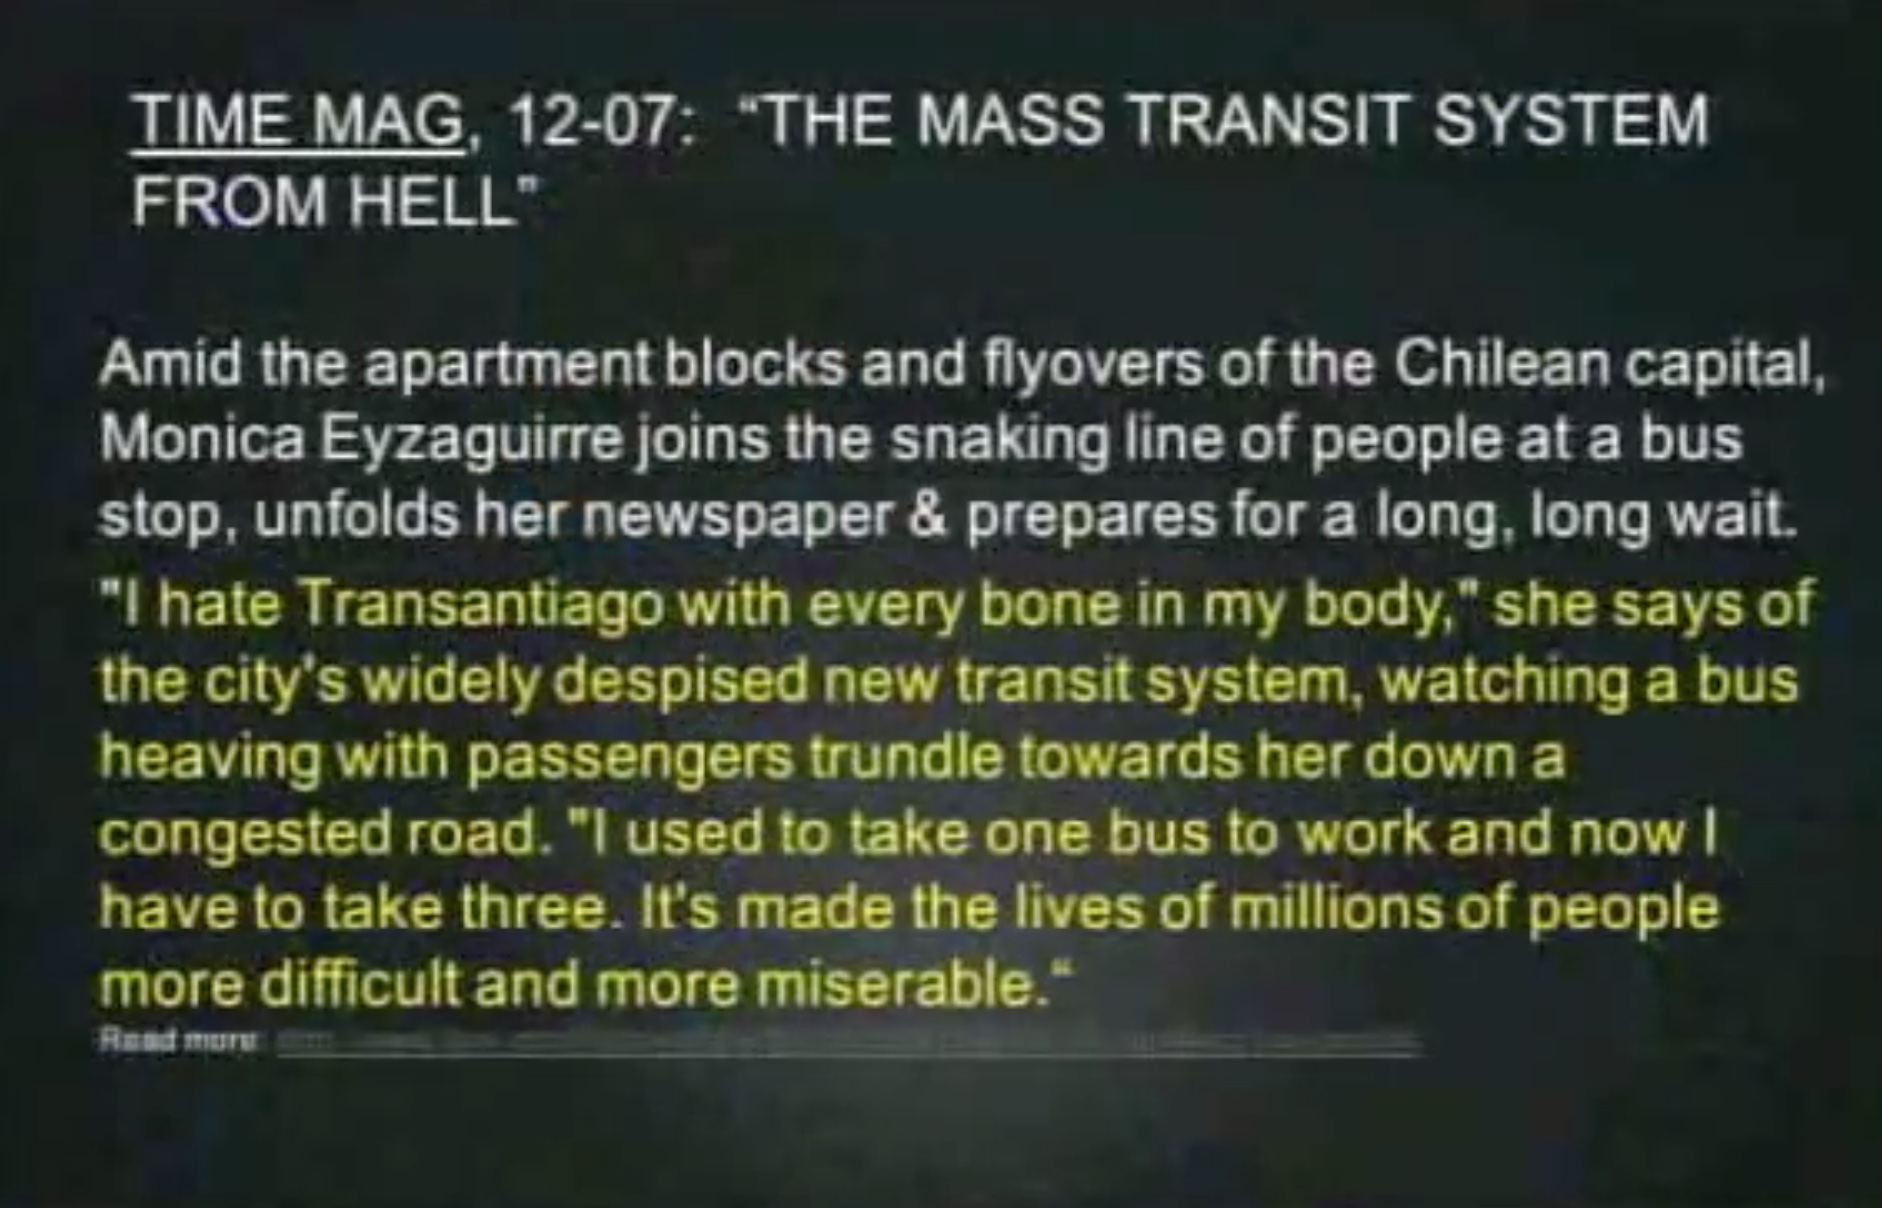 TIME MAG, 12-07: “THE MASS TRANSIT SYSTEM
FROM HELL”
Amid the apartment blocks and flyovers of the Chilean capital,
Monica Eyzaguirre joins the snaking line of people at a bus
stop, unfolds her newspaper & prepares for a long, long wait.
"I hate Transantiago with every bone in my body," she says of
the city's widely despised new transit system, watching a bus
heaving with passengers trundle towards her down a
congested road. "I used to take one bus to work and now I
have to take three. It's made the lives of millions of people
more difficult and more miserable.“
Read more